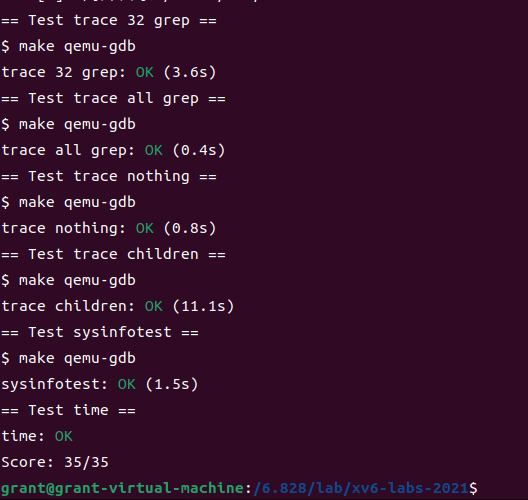 == Test trace 32 grep ==
$ make qemu-gdb
trace 32 grep: OK (3.6s)
== Test trace all grep ==
$ make qemu-gdb
trace all grep: OK (0.4s)
== Test trace nothing ==
$ make qemu-gdb
trace nothing: OK (0.8s)
== Test trace children ==
$ make qemu-gdb
trace children: OK (11.1s)
== Test sysinfotest ==
$ make qemu-gdb
sysinfotest: OK (1.5s)
== Test time ==
time: OK
Score: 35/35
grant@grant-virtual-machine:/6.828/lab/xv6-labs-2021$